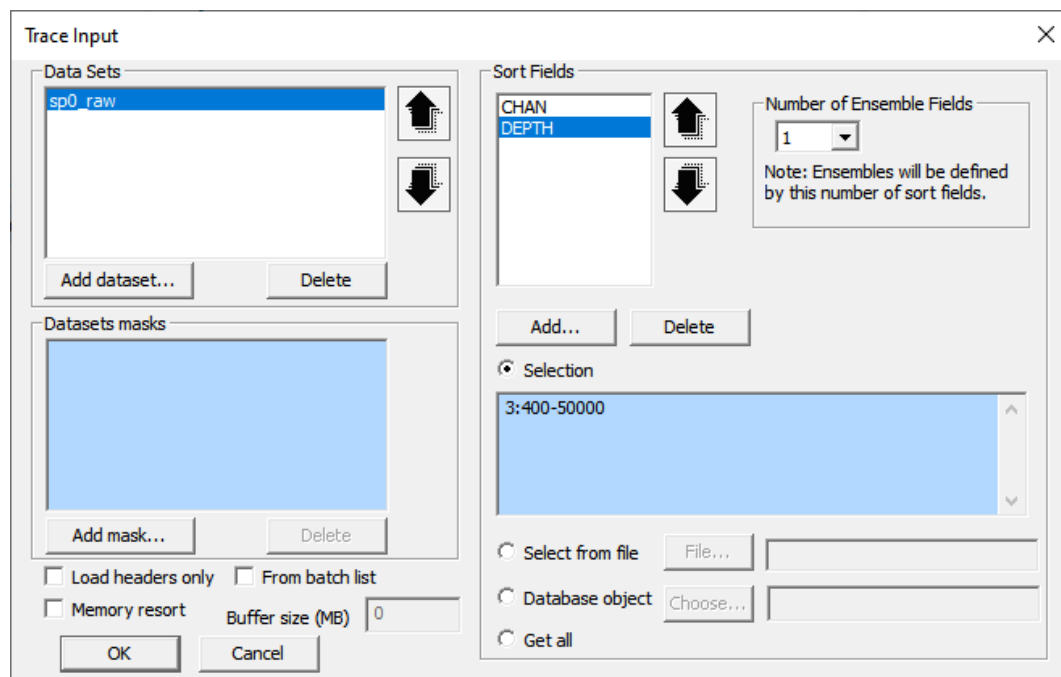 Trace Input
Data Sets
sp0_raw
Add dataset...
Delete
Datasets masks
Add mask...
Delete
Load headers only
From batch list
Memory resort
Buffer size (MB)
0
OK
Cancel
Sort Fields
CHAN
DEPTH
Number of Ensemble Fields
1
Note: Ensembles will be defined
by this number of sort fields.
Add...
Delete
Selection
3:400-50000
Select from file
File...
Database object
Choose...
Get all